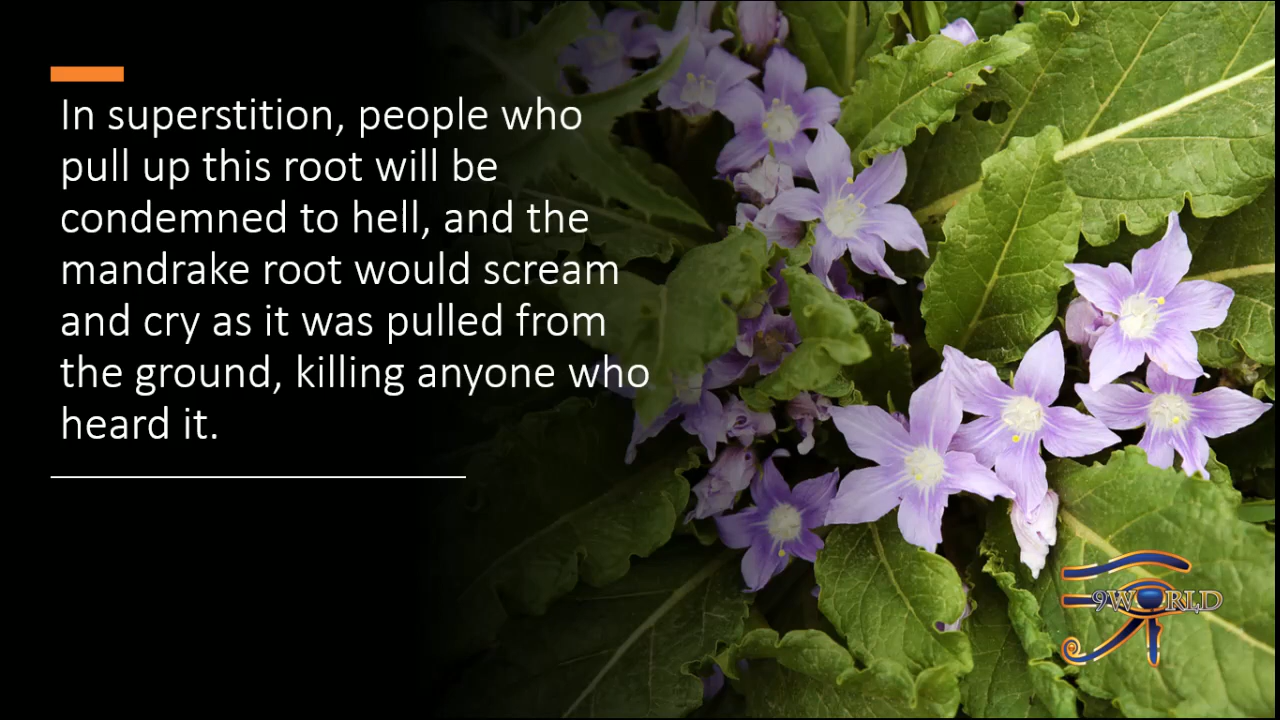 In superstition, people who
pull up this root will be
condemned to hell, and the
mandrake root would scream
and cry as it was pulled from
the ground, killing anyone who
heard it.
9WORLD